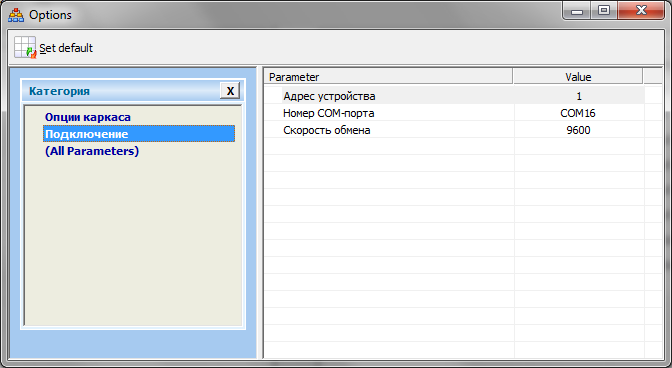 Options
Set default
Категория X
Опции каркаса
Подключение
(All Parameters)
Parameter Value
Адрес устройства 1
Номер COM-порта COM16
Скорость обмена 9600